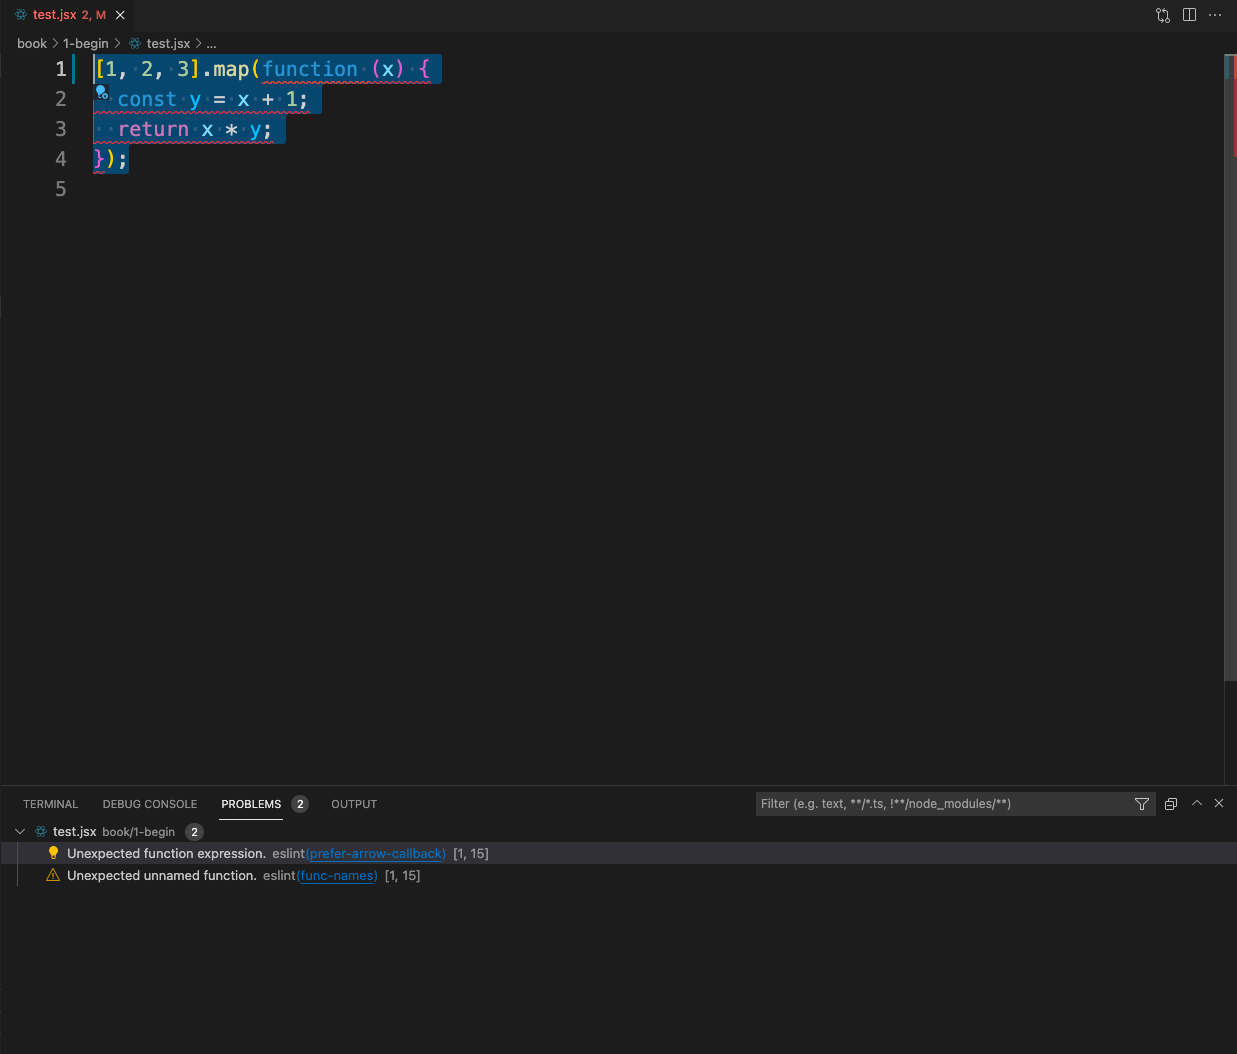 test.jsx 2, M
book > 1-begin > test.jsx > ...
1 [1, 2, 3].map(function (x) {
2   const y = x + 1;
3   return x * y;
4 });
5
TERMINAL DEBUG CONSOLE PROBLEMS 2 OUTPUT Filter (e.g. text, **/*.ts, !**/node_modules/**)
test.jsx book/1-begin 2
Unexpected function expression. eslint(prefer-arrow-callback) [1, 15]
Unexpected unnamed function. eslint(func-names) [1, 15]